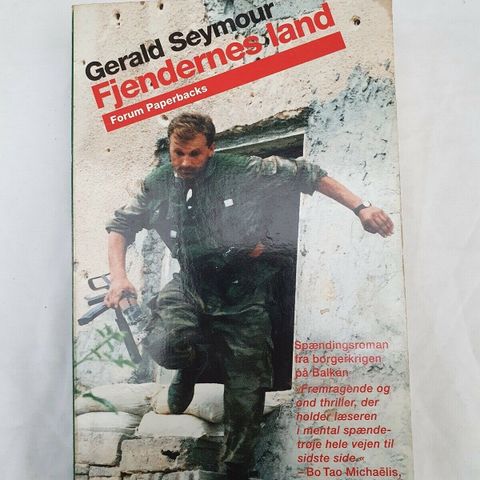 Gerald Seymour
Fjendernes land
Forum Paperbacks
Spændingsroman
fra borgerkrigen
på Balkan
»Fremragende og
ond thriller, der
holder læseren
i mental spænde-
trøje hele vejen til
sidste side.«
– Bo Tao Michaëlis,